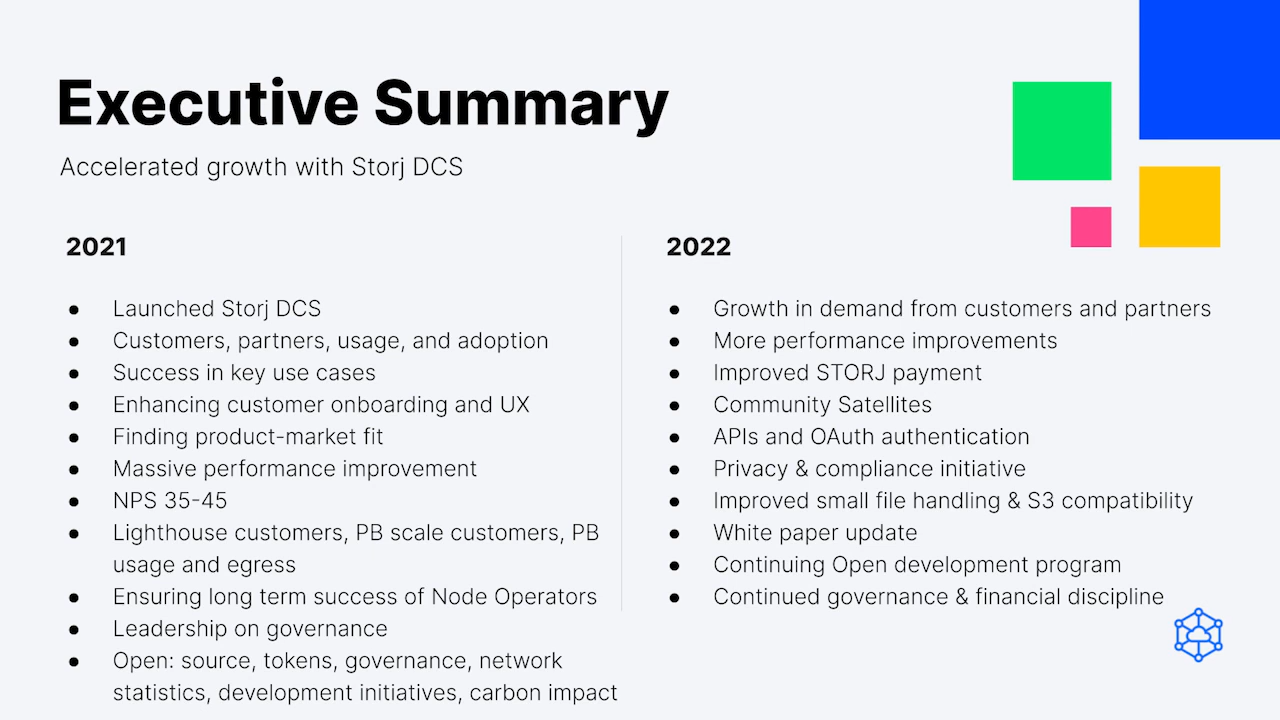 Executive Summary
Accelerated growth with Storj DCS
2021
● Launched Storj DCS
● Customers, partners, usage, and adoption
● Success in key use cases
● Enhancing customer onboarding and UX
● Finding product-market fit
● Massive performance improvement
● NPS 35-45
● Lighthouse customers, PB scale customers, PB
usage and egress
● Ensuring long term success of Node Operators
● Leadership on governance
● Open: source, tokens, governance, network
statistics, development initiatives, carbon impact
2022
● Growth in demand from customers and partners
● More performance improvements
● Improved STORJ payment
● Community Satellites
● APIs and OAuth authentication
● Privacy & compliance initiative
● Improved small file handling & S3 compatibility
● White paper update
● Continuing Open development program
● Continued governance & financial discipline